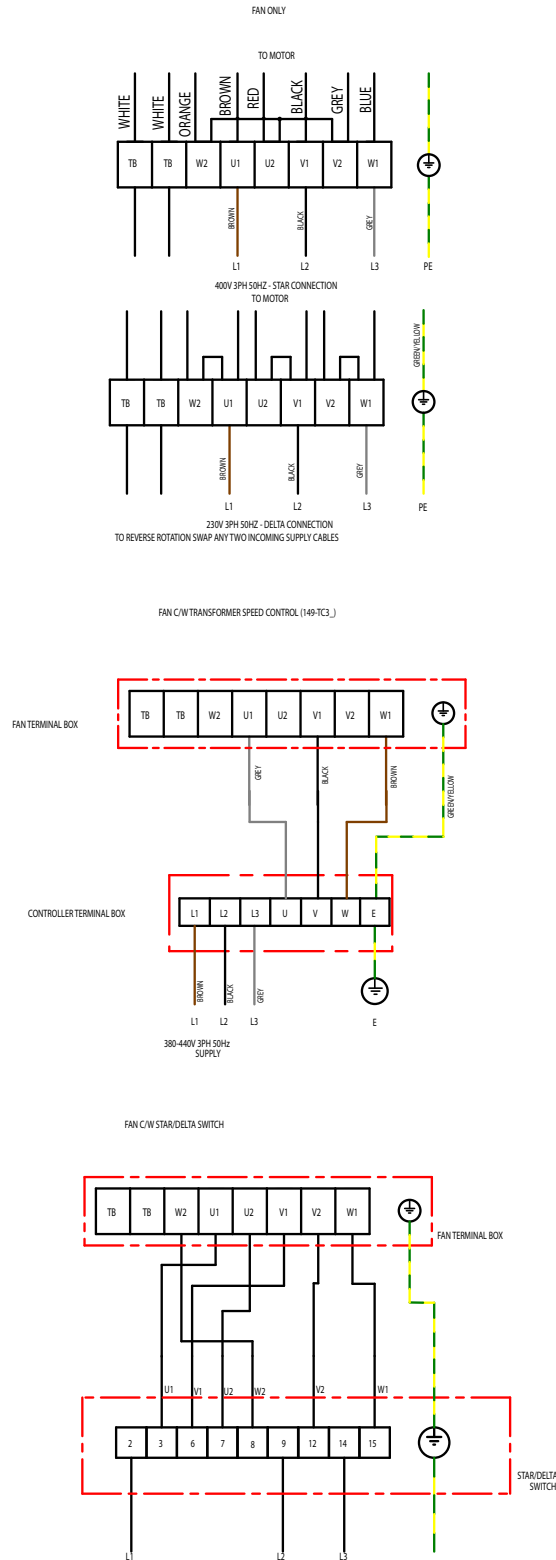 FAN ONLY
TO MOTOR
WHITE WHITE ORANGE BROWN RED BLACK GREY BLUE
TB TB W2 U1 U2 V1 V2 W1
BROWN BLACK GREY
L1 L2 L3 PE
400V 3PH 50HZ - STAR CONNECTION
TO MOTOR
GREEN/YELLOW
TB TB W2 U1 U2 V1 V2 W1
BROWN BLACK GREY
L1 L2 L3 PE
230V 3PH 50HZ - DELTA CONNECTION
TO REVERSE ROTATION SWAP ANY TWO INCOMING SUPPLY CABLES
FAN C/W TRANSFORMER SPEED CONTROL (149-TC3_)
TB TB W2 U1 U2 V1 V2 W1
FAN TERMINAL BOX
GREY BLACK BROWN GREEN/YELLOW
CONTROLLER TERMINAL BOX
L1 L2 L3 U V W E
BROWN BLACK GREY
L1 L2 L3 E
380-440V 3PH 50Hz
SUPPLY
FAN C/W STAR/DELTA SWITCH
TB TB W2 U1 U2 V1 V2 W1
FAN TERMINAL BOX
U1 V1 U2 W2 V2 W1
2 3 6 7 8 9 12 14 15
STAR/DELTA
SWITCH
L1 L2 L3